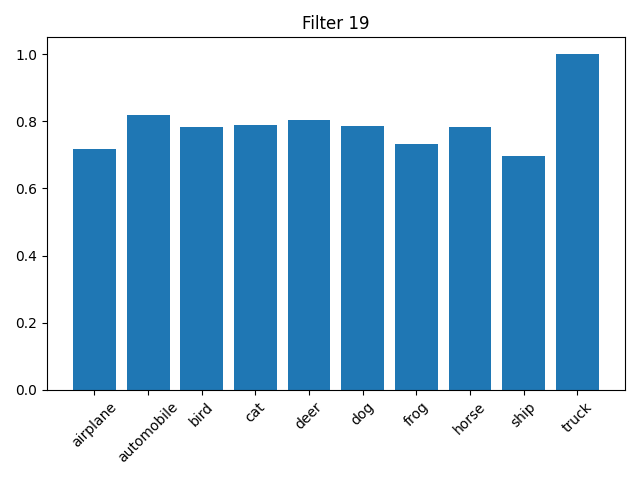 Filter 19
1.0
0.8
0.6
0.4
0.2
0.0
airplane
automobile
bird
cat
deer
dog
frog
horse
ship
truck